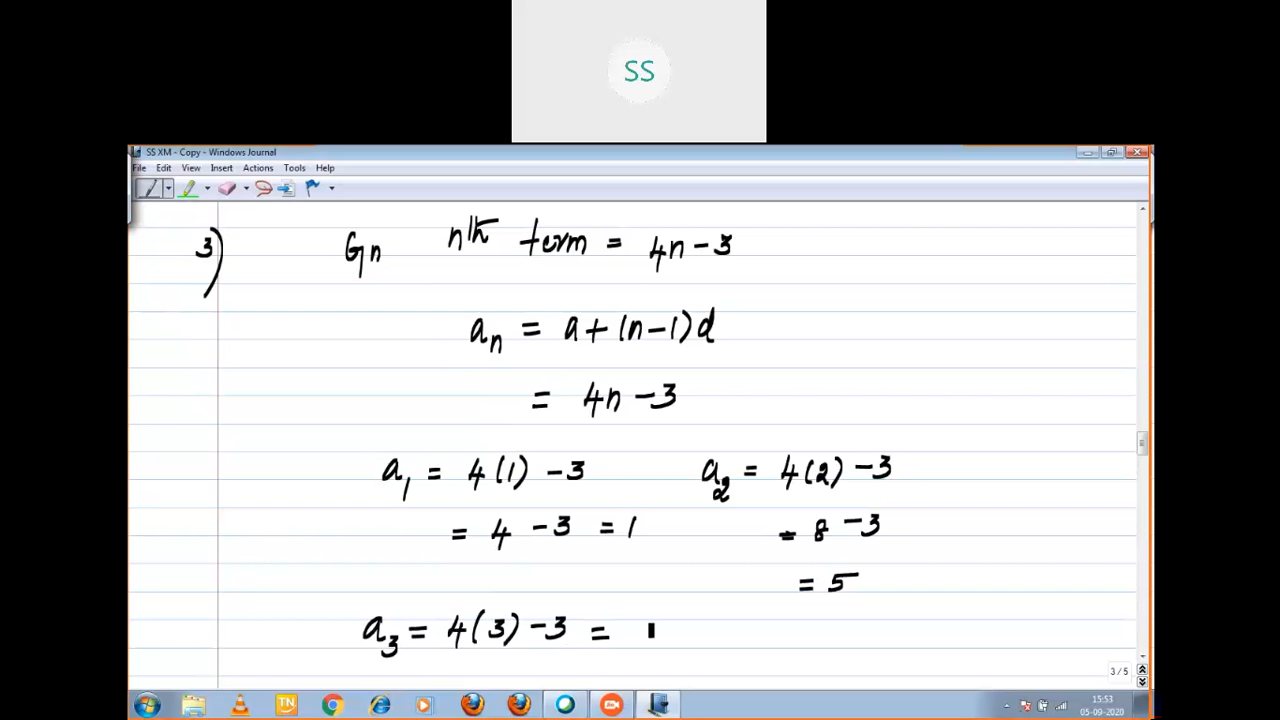 SS
SS XM - Copy - Windows Journal
File Edit View Insert Actions Tools Help
3) Gn nth term = 4n - 3
an = a + (n-1)d
= 4n - 3
a1 = 4(1) - 3 a2 = 4(2) - 3
= 4 - 3 = 1 = 8 - 3
= 5
a3 = 4(3) - 3 =
3 / 5
TN
15:53
05-09-2020